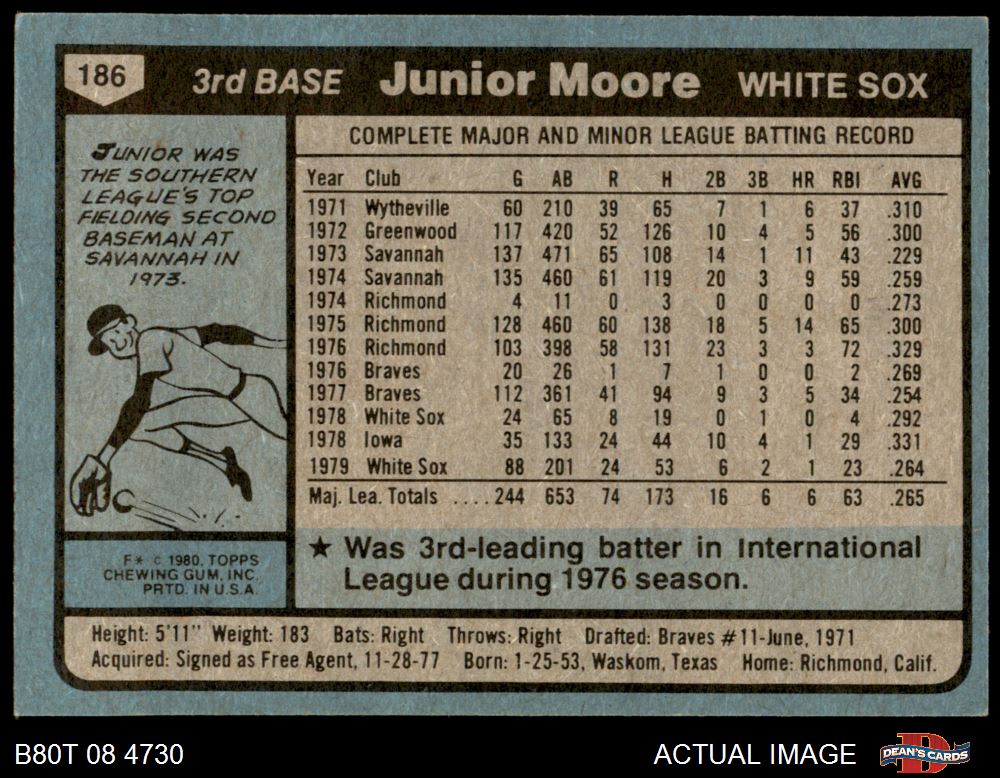 186 3rd BASE Junior Moore WHITE SOX
JUNIOR WAS
THE SOUTHERN
LEAGUE'S TOP
FIELDING SECOND
BASEMAN AT
SAVANNAH IN
1973.
COMPLETE MAJOR AND MINOR LEAGUE BATTING RECORD
Year Club G AB R H 2B 3B HR RBI AVG
1971 Wytheville 60 210 39 65 7 1 6 37 .310
1972 Greenwood 117 420 52 126 10 4 5 56 .300
1973 Savannah 137 471 65 108 14 1 11 43 .229
1974 Savannah 135 460 61 119 20 3 9 59 .259
1974 Richmond 4 11 0 3 0 0 0 0 .273
1975 Richmond 128 460 60 138 18 5 14 65 .300
1976 Richmond 103 398 58 131 23 3 3 72 .329
1976 Braves 20 26 1 7 1 0 0 2 .269
1977 Braves 112 361 41 94 9 3 5 34 .254
1978 White Sox 24 65 8 19 0 1 0 4 .292
1978 Iowa 35 133 24 44 10 4 1 29 .331
1979 White Sox 88 201 24 53 6 2 1 23 .264
Maj. Lea. Totals ....244 653 74 173 16 6 6 63 .265
★ Was 3rd-leading batter in International
League during 1976 season.
F* © 1980, TOPPS
CHEWING GUM, INC.
PRTD. IN U.S.A.
Height: 5'11" Weight: 183 Bats: Right Throws: Right Drafted: Braves #11-June, 1971
Acquired: Signed as Free Agent, 11-28-77 Born: 1-25-53, Waskom, Texas Home: Richmond, Calif.
B80T 08 4730 ACTUAL IMAGE DEAN'S CARDS